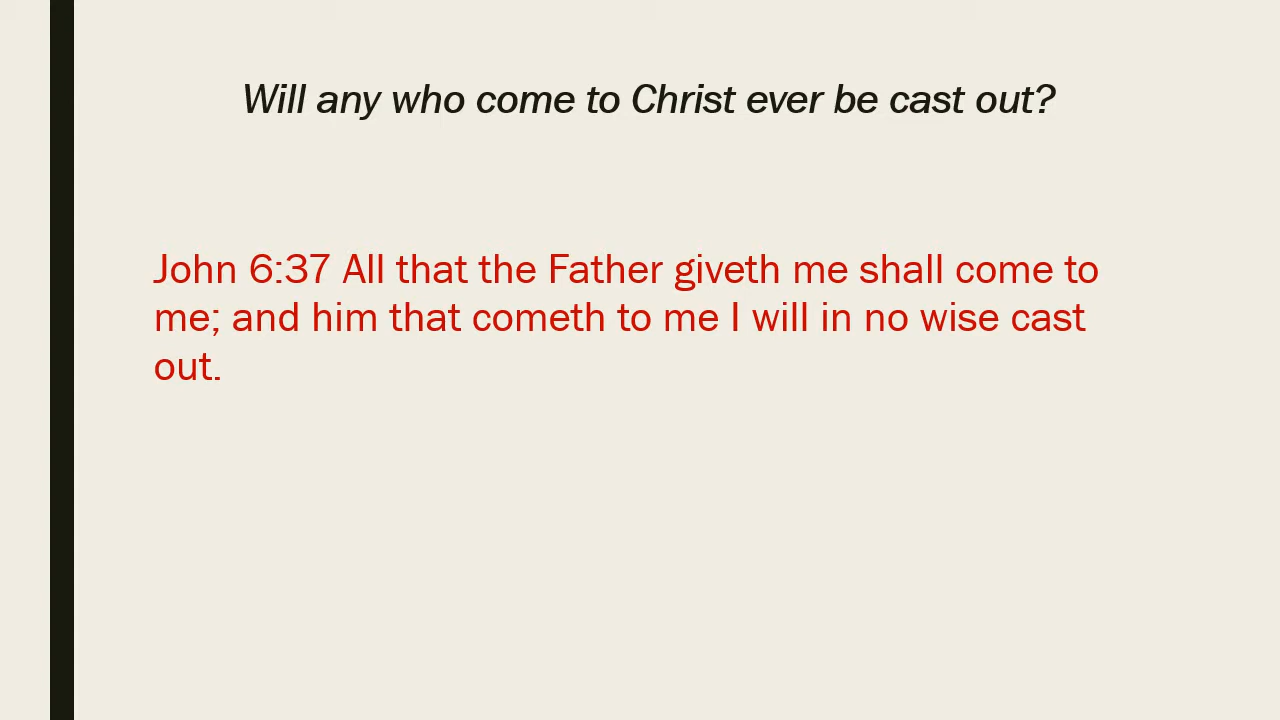 Will any who come to Christ ever be cast out?
John 6:37 All that the Father giveth me shall come to
me; and him that cometh to me I will in no wise cast
out.